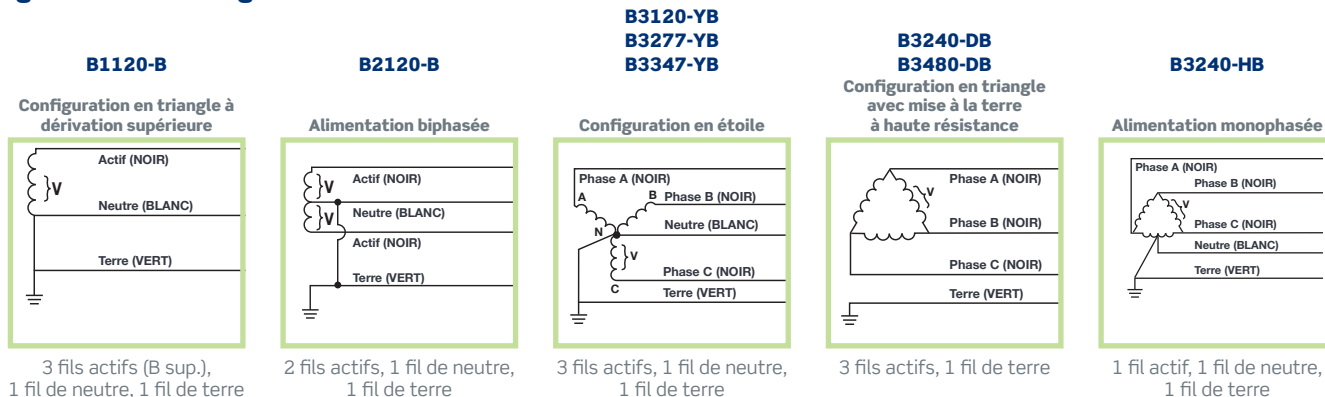 B1120-B
Configuration en triangle à
dérivation supérieure
Actif (NOIR)
V
Neutre (BLANC)
Terre (VERT)
3 fils actifs (B sup.),
1 fil de neutre, 1 fil de terre
B2120-B
Alimentation biphasée
V
Actif (NOIR)
Neutre (BLANC)
V
Actif (NOIR)
Terre (VERT)
2 fils actifs, 1 fil de neutre,
1 fil de terre
B3120-YB
B3277-YB
B3347-YB
Configuration en étoile
Phase A (NOIR)
A
B
Phase B (NOIR)
N
Neutre (BLANC)
V
Phase C (NOIR)
C
Terre (VERT)
3 fils actifs, 1 fil de neutre,
1 fil de terre
B3240-DB
B3480-DB
Configuration en triangle
avec mise à la terre
à haute résistance
Phase A (NOIR)
V
Phase B (NOIR)
Phase C (NOIR)
Terre (VERT)
3 fils actifs, 1 fil de terre
B3240-HB
Alimentation monophasée
Phase A (NOIR)
Phase B (NOIR)
V
Phase C (NOIR)
Neutre (BLANC)
Terre (VERT)
1 fil actif, 1 fil de neutre,
1 fil de terre